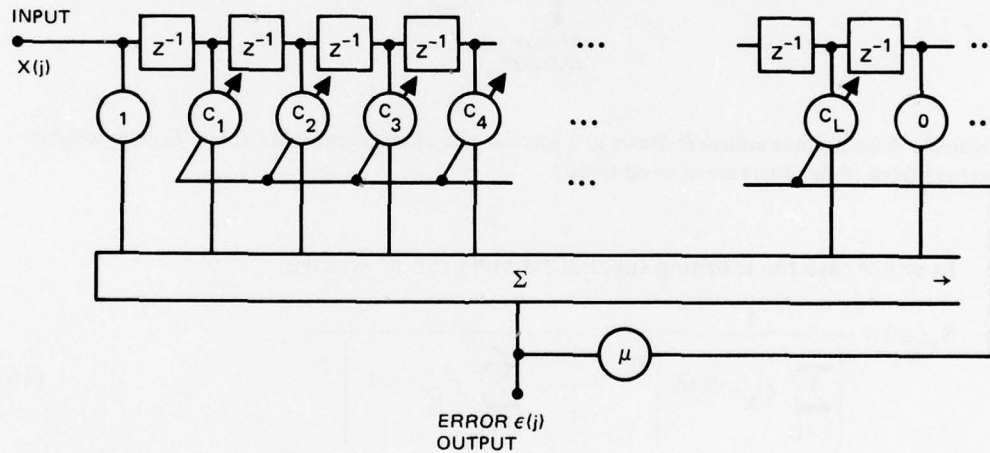 INPUT
X(j)
z⁻¹ z⁻¹ z⁻¹ z⁻¹ ... z⁻¹ z⁻¹ ...
1 C₁ C₂ C₃ C₄ ... C_L 0 ...
...
Σ →
μ
ERROR ϵ(j)
OUTPUT